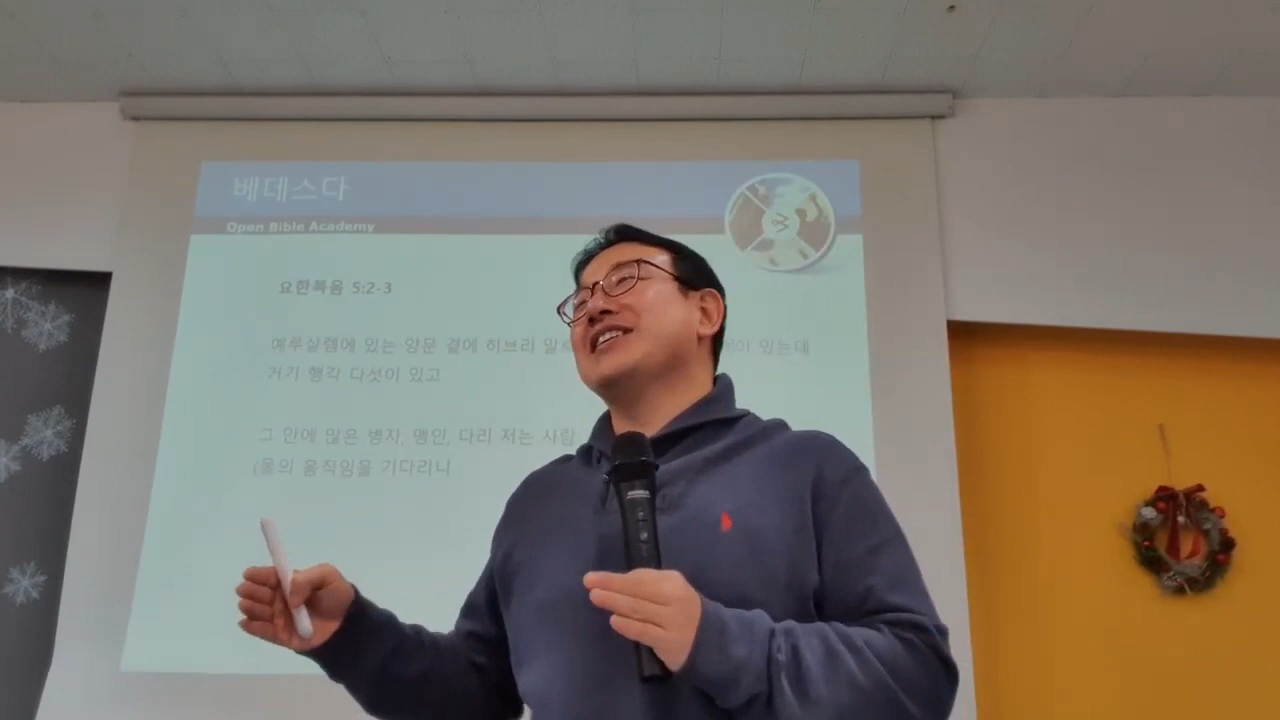 베데스다
Open Bible Academy
요한복음 5:2-3
예루살렘에 있는 양문 곁에 히브리 있는데
거기 행각 다섯이 있고
그 안에 많은 병자, 맹인, 다리 저는 사람
(물의 움직임을 기다리니